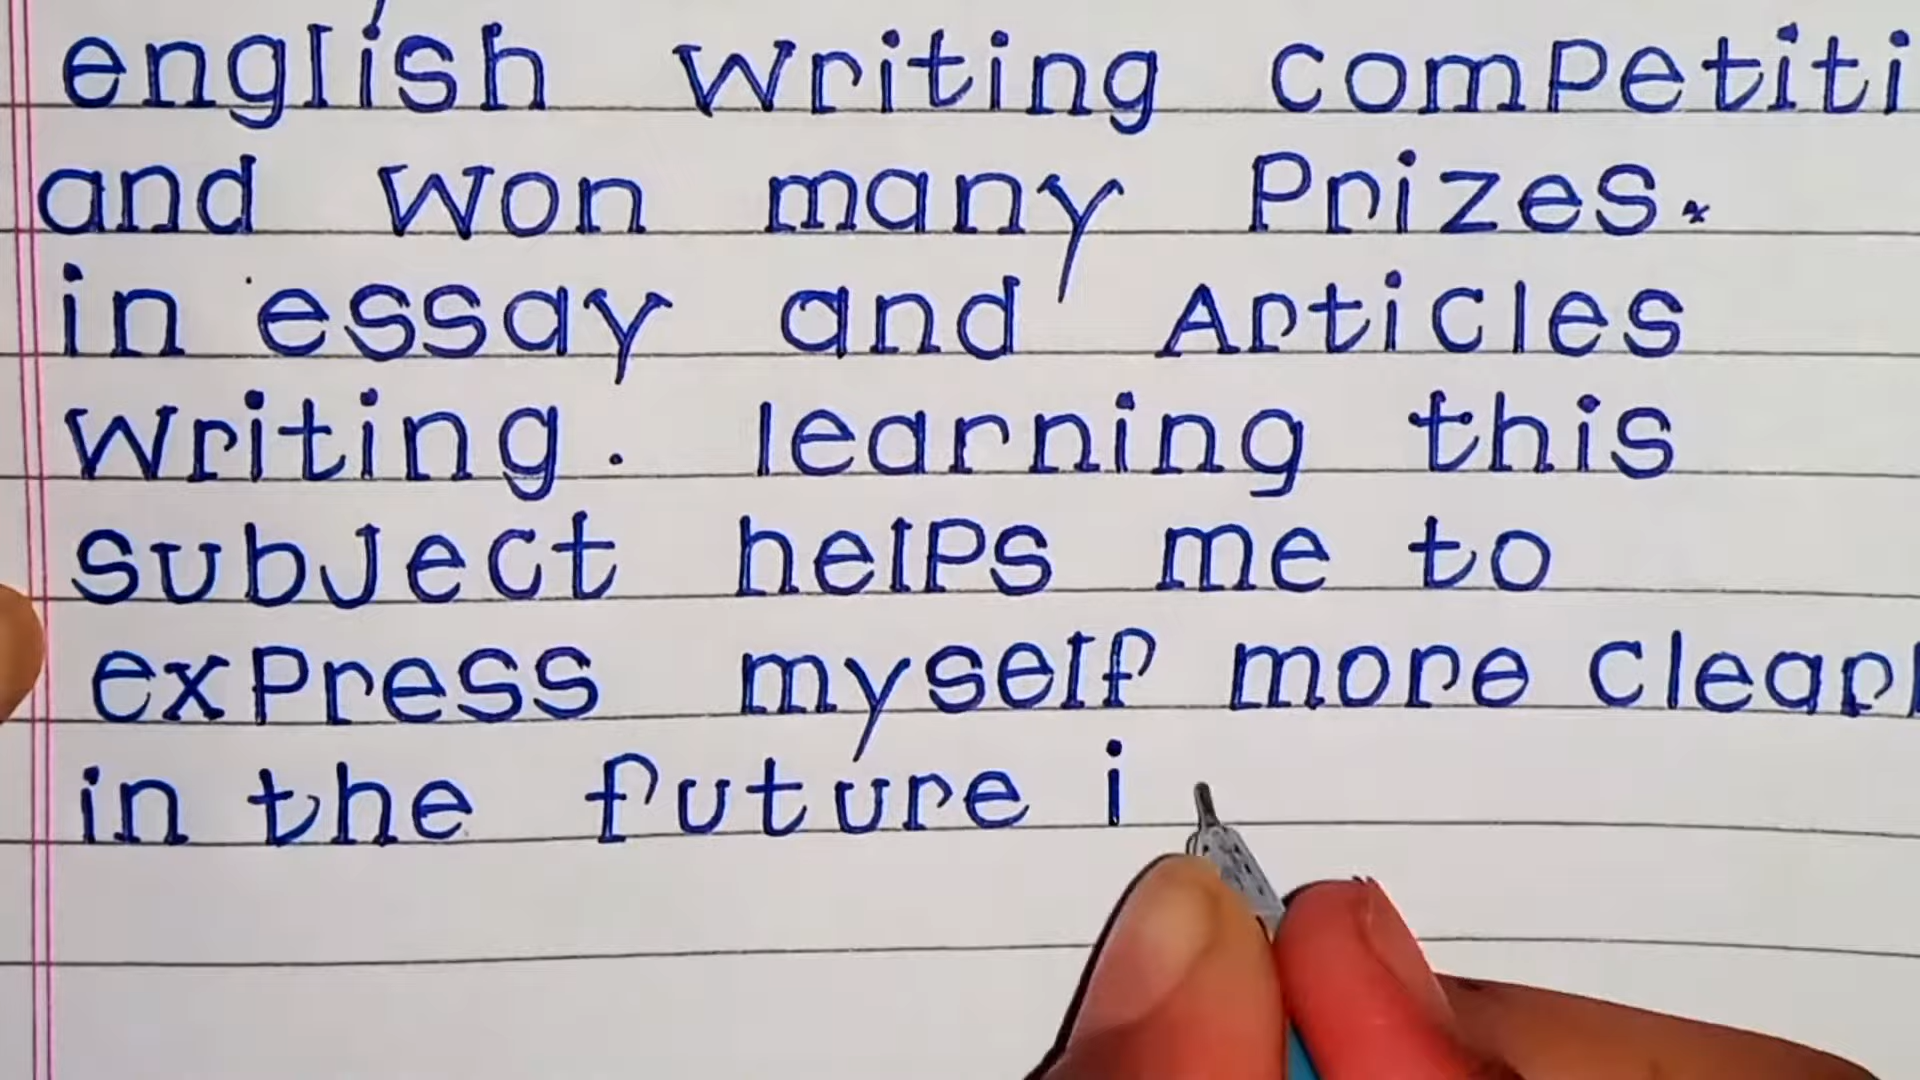 english writing competiti
and won many Prizes.
in essay and Articles
writing. learning this
subject helps me to
express myself more clearl
in the future i